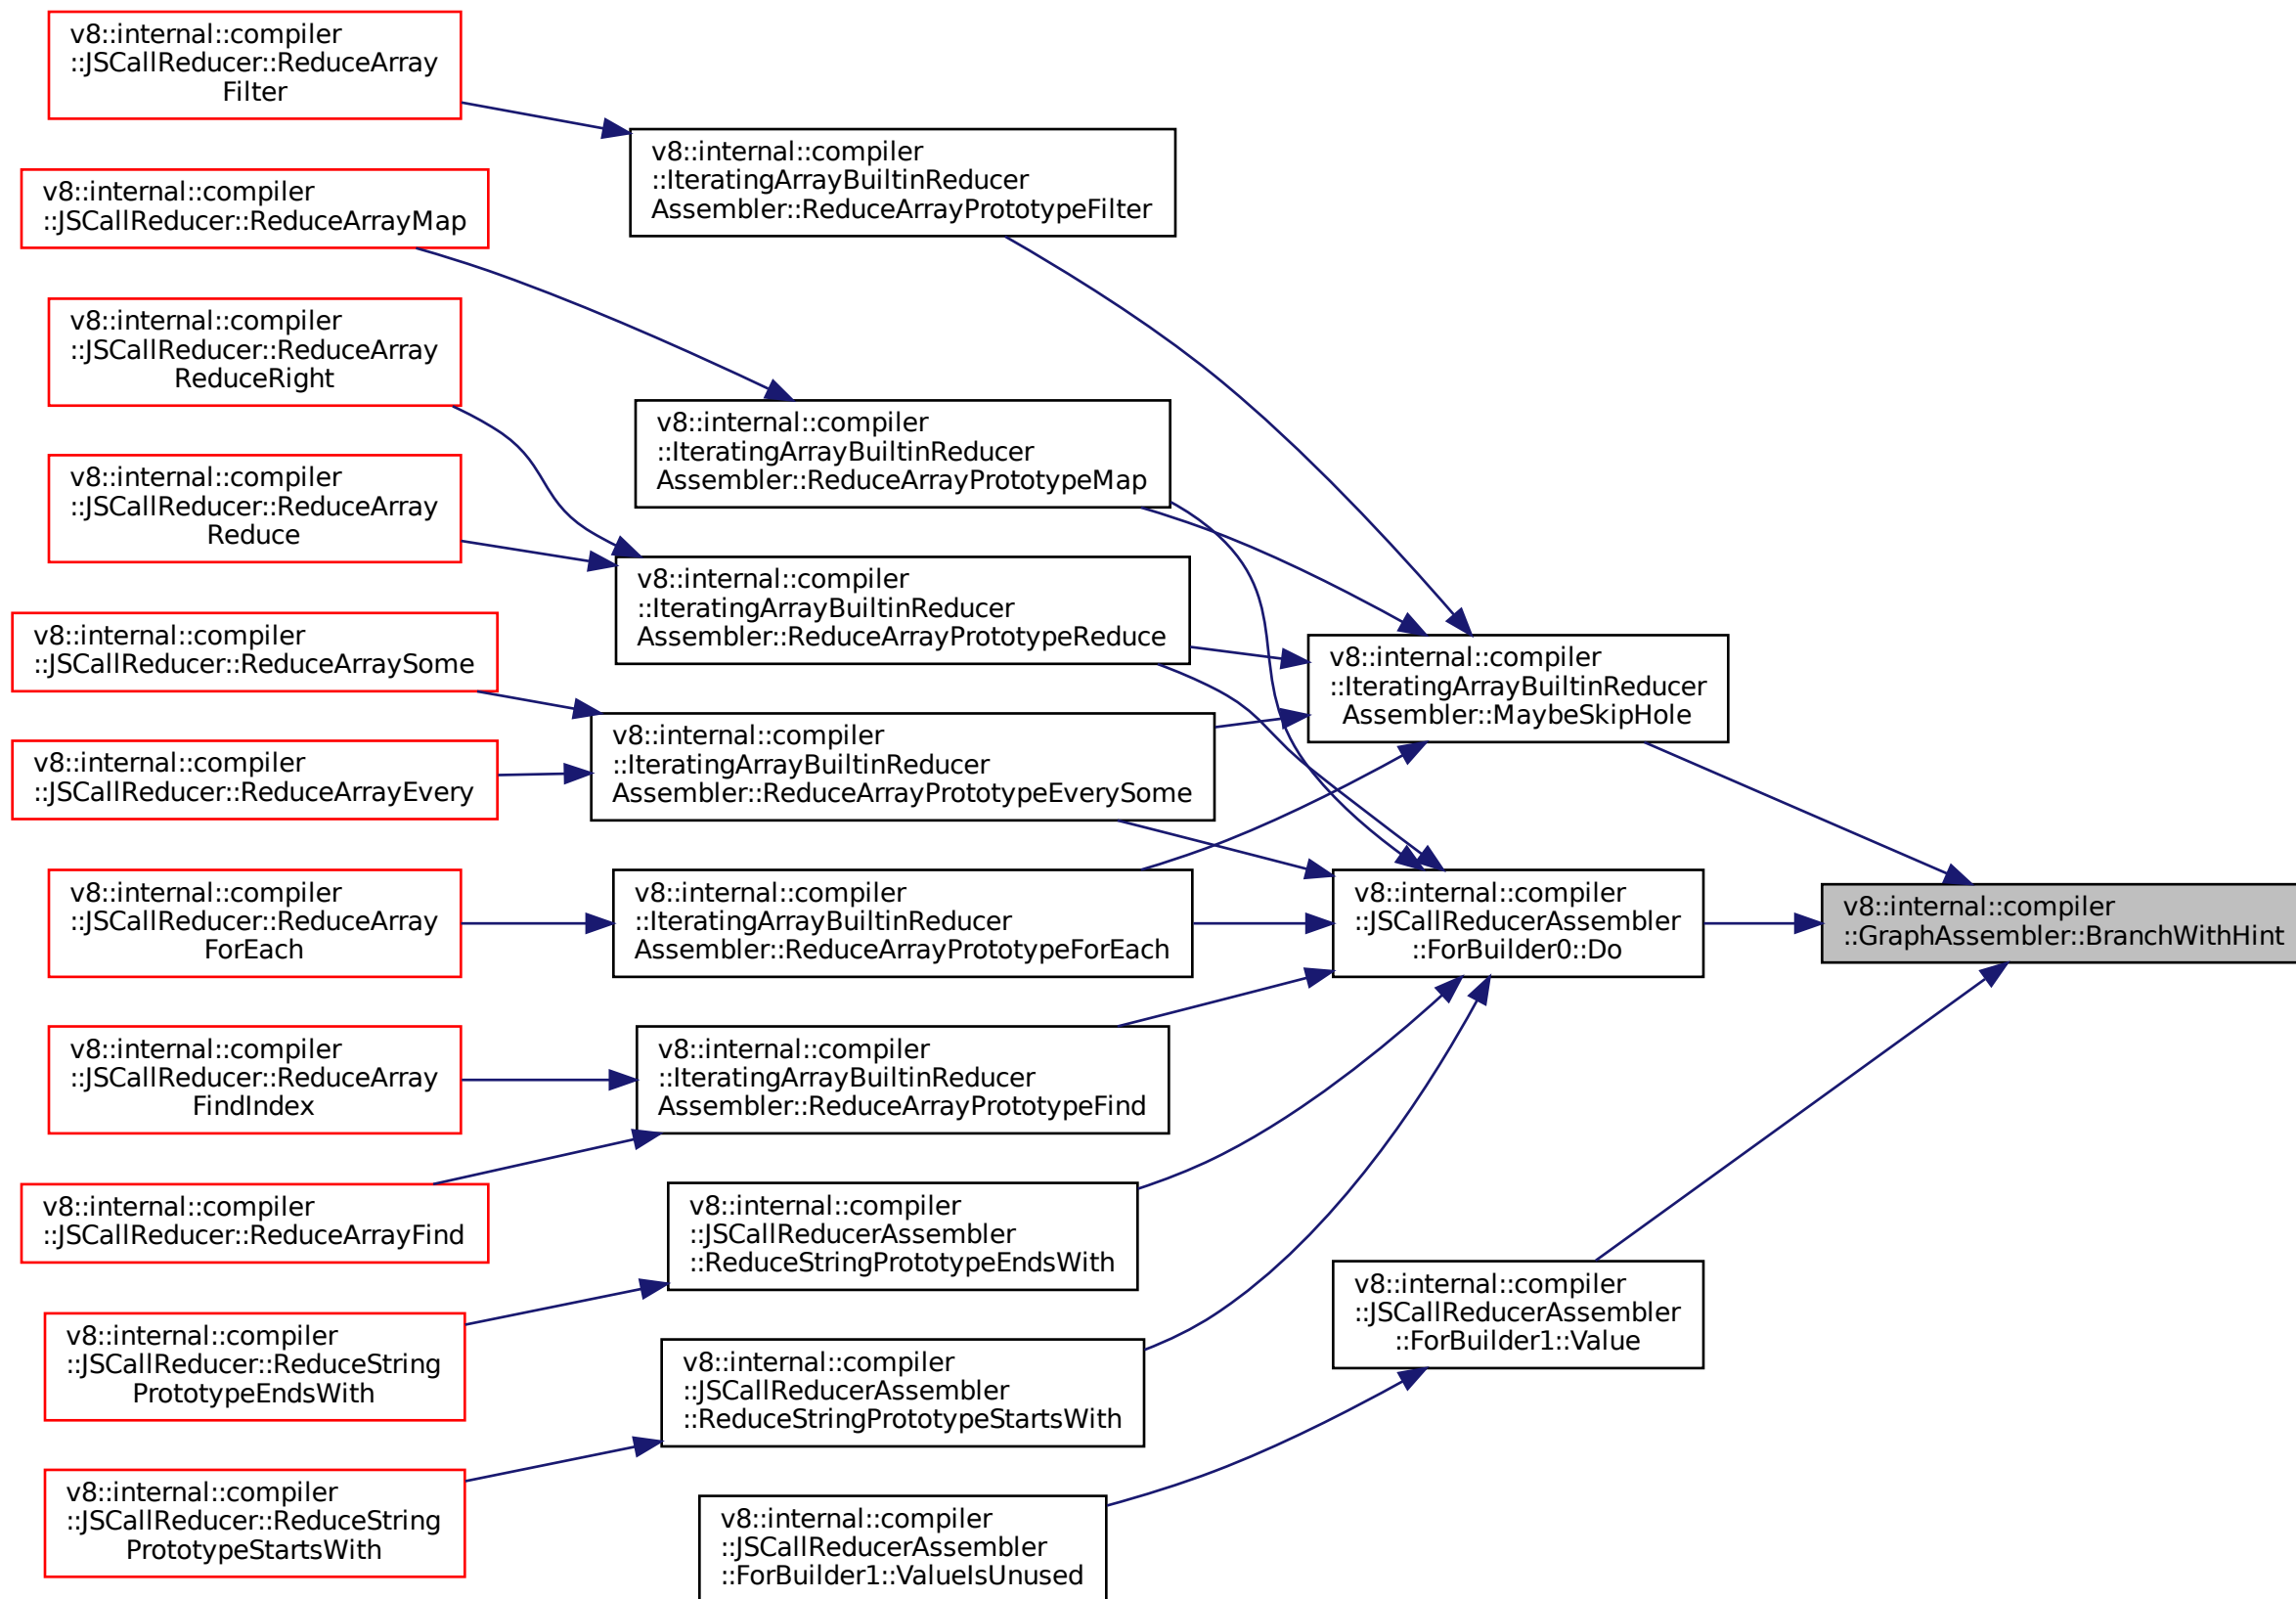 v8::internal::compiler
::JSCallReducer::ReduceArray
Filter
v8::internal::compiler
::JSCallReducer::ReduceArrayMap
v8::internal::compiler
::JSCallReducer::ReduceArray
ReduceRight
v8::internal::compiler
::JSCallReducer::ReduceArray
Reduce
v8::internal::compiler
::JSCallReducer::ReduceArraySome
v8::internal::compiler
::JSCallReducer::ReduceArrayEvery
v8::internal::compiler
::JSCallReducer::ReduceArray
ForEach
v8::internal::compiler
::JSCallReducer::ReduceArray
FindIndex
v8::internal::compiler
::JSCallReducer::ReduceArrayFind
v8::internal::compiler
::JSCallReducer::ReduceString
PrototypeEndsWith
v8::internal::compiler
::JSCallReducer::ReduceString
PrototypeStartsWith
v8::internal::compiler
::IteratingArrayBuiltinReducer
Assembler::ReduceArrayPrototypeFilter
v8::internal::compiler
::IteratingArrayBuiltinReducer
Assembler::ReduceArrayPrototypeMap
v8::internal::compiler
::IteratingArrayBuiltinReducer
Assembler::ReduceArrayPrototypeReduce
v8::internal::compiler
::IteratingArrayBuiltinReducer
Assembler::ReduceArrayPrototypeEverySome
v8::internal::compiler
::IteratingArrayBuiltinReducer
Assembler::ReduceArrayPrototypeForEach
v8::internal::compiler
::IteratingArrayBuiltinReducer
Assembler::ReduceArrayPrototypeFind
v8::internal::compiler
::JSCallReducerAssembler
::ReduceStringPrototypeEndsWith
v8::internal::compiler
::JSCallReducerAssembler
::ReduceStringPrototypeStartsWith
v8::internal::compiler
::JSCallReducerAssembler
::ForBuilder1::ValueIsUnused
v8::internal::compiler
::IteratingArrayBuiltinReducer
Assembler::MaybeSkipHole
v8::internal::compiler
::JSCallReducerAssembler
::ForBuilder0::Do
v8::internal::compiler
::JSCallReducerAssembler
::ForBuilder1::Value
v8::internal::compiler
::GraphAssembler::BranchWithHint